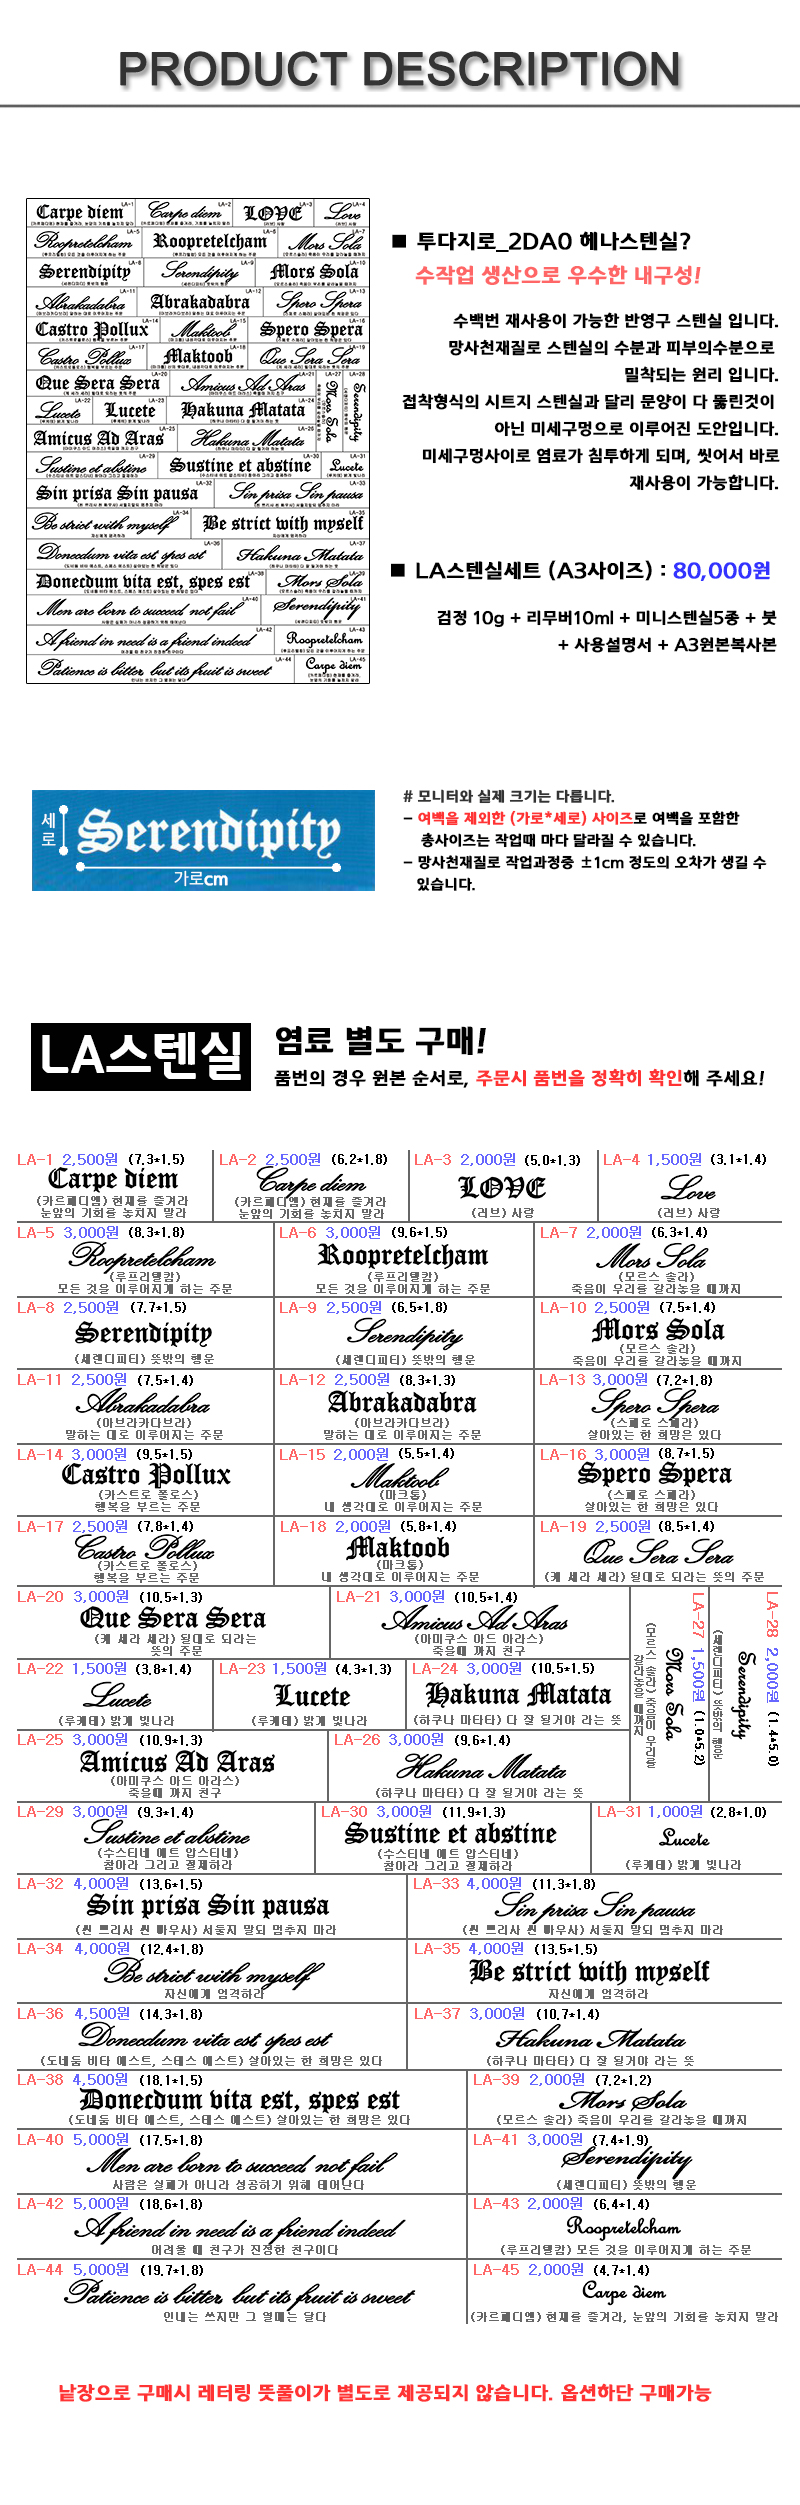 PRODUCT DESCRIPTION
■ 투다지로_2DAO 헤나스텐실?
수작업 생산으로 우수한 내구성!
수백번 재사용이 가능한 반영구 스텐실 입니다.
망사천재질로 스텐실의 수분과 피부의수분으로
밀착되는 원리 입니다.
접착형식의 시트지 스텐실과 달리 문양이 다 뚫린것이
아닌 미세구멍으로 이루어진 도안입니다.
미세구멍사이로 염료가 침투하게 되며, 씻어서 바로
재사용이 가능합니다.
■ LA스텐실세트 (A3사이즈) : 80,000원
검정 10g + 리무버10ml + 미니스텐실5종 + 붓
+ 사용설명서 + A3원본복사본
세로
Serendipity
가로cm
# 모니터와 실제 크기는 다릅니다.
- 여백을 제외한 (가로*세로) 사이즈로 여백을 포함한
총사이즈는 작업때 마다 달라질 수 있습니다.
- 망사천재질로 작업과정중 ±1cm 정도의 오차가 생길 수
있습니다.
LA스텐실
염료 별도 구매!
품번의 경우 원본 순서로, 주문시 품번을 정확히 확인해 주세요!
LA-1 2,500원 (7.3*1.5)
Carpe diem
(카르페디엠) 현재를 즐겨라
눈앞의 기회를 놓치지 말라
LA-2 2,500원 (6.2*1.8)
Carpe diem
(카르페디엠) 현재를 즐겨라
눈앞의 기회를 놓치지 말라
LA-3 2,000원 (5.0*1.3)
LOVE
(러브) 사랑
LA-4 1,500원 (3.1*1.4)
Love
(러브) 사랑
LA-5 3,000원 (8.3*1.8)
Roopretelcham
(루프리텔캄)
모든 것을 이루어지게 하는 주문
LA-6 3,000원 (9.6*1.5)
Roopretelcham
(루프리텔캄)
모든 것을 이루어지게 하는 주문
LA-7 2,000원 (6.3*1.4)
Mors Sola
(모르스 솔라)
죽음이 우리를 갈라놓을 때까지
LA-8 2,500원 (7.7*1.5)
Serendipity
(세렌디피티) 뜻밖의 행운
LA-9 2,500원 (6.5*1.8)
Serendipity
(세렌디피티) 뜻밖의 행운
LA-10 2,500원 (7.5*1.4)
Mors Sola
(모르스 솔라)
죽음이 우리를 갈라놓을 때까지
LA-11 2,500원 (7.5*1.4)
Abrakadabra
(아브라카다브라)
말하는 대로 이루어지는 주문
LA-12 2,500원 (8.3*1.3)
Abrakadabra
(아브라카다브라)
말하는 대로 이루어지는 주문
LA-13 3,000원 (7.2*1.8)
Spero Spera
(스페로 스페라)
살아있는 한 희망은 있다
LA-14 3,000원 (9.5*1.5)
Castro Pollux
(카스트로 폴로스)
행복을 부르는 주문
LA-15 2,000원 (5.5*1.4)
Maktoob
(마크툽)
내 생각대로 이루어지는 주문
LA-16 3,000원 (8.7*1.5)
Spero Spera
(스페로 스페라)
살아있는 한 희망은 있다
LA-17 2,500원 (7.8*1.4)
Castro Pollux
(카스트로 폴로스)
행복을 부르는 주문
LA-18 2,000원 (5.8*1.4)
Maktoob
(마크툽)
내 생각대로 이루어지는 주문
LA-19 2,500원 (8.5*1.4)
Que Sera Sera
(케 세라 세라) 될대로 되라는 뜻의 주문
LA-20 3,000원 (10.5*1.3)
Que Sera Sera
(케 세라 세라) 될대로 되라는
뜻의 주문
LA-21 3,000원 (10.5*1.4)
Amicus Ad Aras
(아미쿠스 아드 아라스)
죽을때 까지 친구
LA-22 1,500원 (3.8*1.4)
Lucete
(루케테) 밝게 빛나라
LA-23 1,500원 (4.3*1.3)
Lucete
(루케테) 밝게 빛나라
LA-24 3,000원 (10.5*1.5)
Hakuna Matata
(하쿠나 마타타) 다 잘 될거야 라는 뜻
LA-25 3,000원 (10.9*1.3)
Amicus Ad Aras
(아미쿠스 아드 아라스)
죽을때 까지 친구
LA-26 3,000원 (9.6*1.4)
Hakuna Matata
(하쿠나 마타타) 다 잘 될거야 라는 뜻
LA-27 1,500원 (1.0*5.2)
Mors Sola
(모르스 솔라) 죽음이 우리를
갈라놓을 때까지
LA-28 2,000원 (1.4*5.0)
Serendipity
(세렌디피티) 뜻밖의 행운
LA-29 3,000원 (9.3*1.4)
Sustine et abstine
(수스티네 에트 압스티네)
참아라 그리고 절제하라
LA-30 3,000원 (11.9*1.3)
Sustine et abstine
(수스티네 에트 압스티네)
참아라 그리고 절제하라
LA-31 1,000원 (2.8*1.0)
Lucete
(루케테) 밝게 빛나라
LA-32 4,000원 (13.6*1.5)
Sin prisa Sin pausa
(씬 쁘리사 씬 빠우사) 서둘지 말되 멈추지 마라
LA-33 4,000원 (11.3*1.8)
Sin prisa Sin pausa
(씬 쁘리사 씬 빠우사) 서둘지 말되 멈추지 마라
LA-34 4,000원 (12.4*1.8)
Be strict with myself
자신에게 엄격하라
LA-35 4,000원 (13.5*1.5)
Be strict with myself
자신에게 엄격하라
LA-36 4,500원 (14.3*1.8)
Donecdum vita est, spes est
(도네둠 비타 에스트, 스페스 에스트) 살아있는 한 희망은 있다
LA-37 3,000원 (10.7*1.4)
Hakuna Matata
(하쿠나 마타타) 다 잘 될거야 라는 뜻
LA-38 4,500원 (18.1*1.5)
Donecdum vita est, spes est
(도네둠 비타 에스트, 스페스 에스트) 살아있는 한 희망은 있다
LA-39 2,000원 (7.2*1.2)
Mors Sola
(모르스 솔라) 죽음이 우리를 갈라놓을 때까지
LA-40 5,000원 (17.5*1.8)
Men are born to succeed, not fail
사람은 실패가 아니라 성공하기 위해 태어난다
LA-41 3,000원 (7.4*1.9)
Serendipity
(세렌디피티) 뜻밖의 행운
LA-42 5,000원 (18.6*1.8)
A friend in need is a friend indeed
어려울 때 친구가 진정한 친구이다
LA-43 2,000원 (6.4*1.4)
Roopretelcham
(루프리텔캄) 모든 것을 이루어지게 하는 주문
LA-44 5,000원 (19.7*1.8)
Patience is bitter, but its fruit is sweet
인내는 쓰지만 그 열매는 달다
LA-45 2,000원 (4.7*1.4)
Carpe diem
(카르페디엠) 현재를 즐겨라, 눈앞의 기회를 놓치지 말라
낱장으로 구매시 레터링 뜻풀이가 별도로 제공되지 않습니다. 옵션하단 구매가능